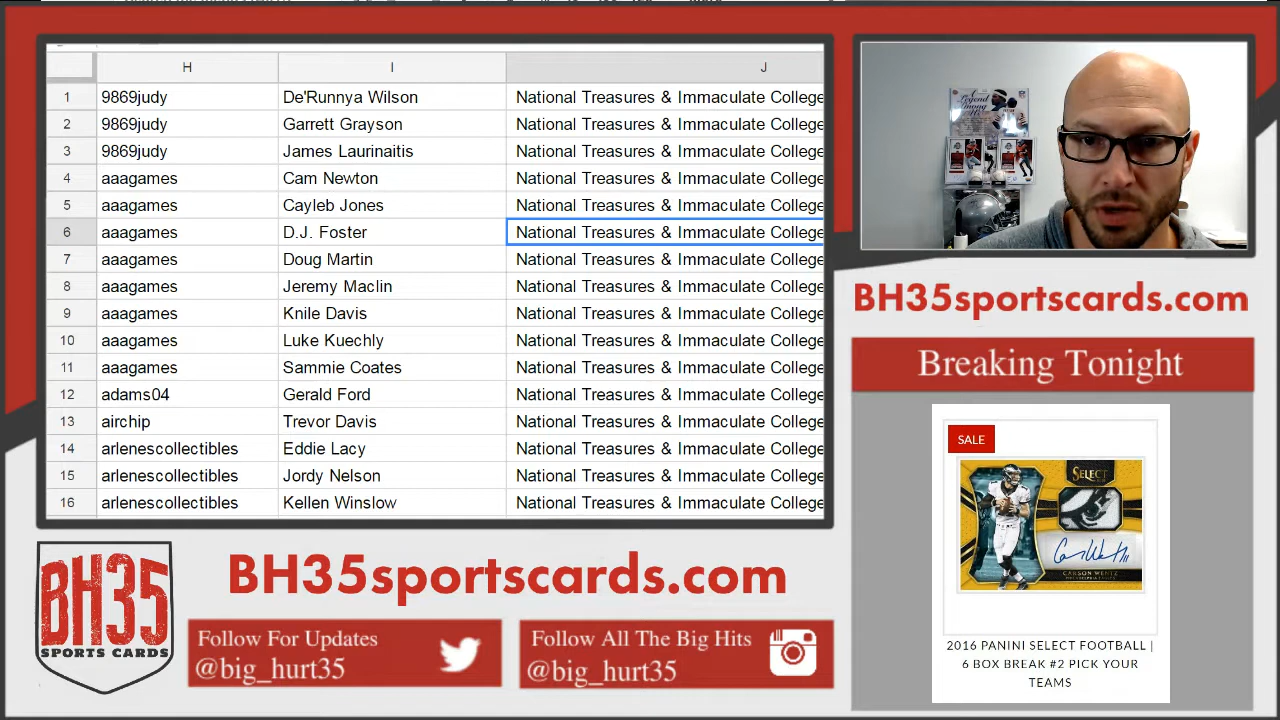 H I J
1 9869judy De'Runnya Wilson National Treasures & Immaculate College
2 9869judy Garrett Grayson National Treasures & Immaculate College
3 9869judy James Laurinaitis National Treasures & Immaculate College
4 aaagames Cam Newton National Treasures & Immaculate College
5 aaagames Cayleb Jones National Treasures & Immaculate College
6 aaagames D.J. Foster National Treasures & Immaculate College
7 aaagames Doug Martin National Treasures & Immaculate College
8 aaagames Jeremy Maclin National Treasures & Immaculate College
9 aaagames Knile Davis National Treasures & Immaculate College
10 aaagames Luke Kuechly National Treasures & Immaculate College
11 aaagames Sammie Coates National Treasures & Immaculate College
12 adams04 Gerald Ford National Treasures & Immaculate College
13 airchip Trevor Davis National Treasures & Immaculate College
14 arlenescollectibles Eddie Lacy National Treasures & Immaculate College
15 arlenescollectibles Jordy Nelson National Treasures & Immaculate College
16 arlenescollectibles Kellen Winslow National Treasures & Immaculate College
BH35
SPORTS CARDS
BH35sportscards.com
Follow For Updates
@big_hurt35
Follow All The Big Hits
@big_hurt35
Legend
Among
BH35sportscards.com
Breaking Tonight
SALE
SELECT
CARSON WENTZ
PHILADELPHIA EAGLES
2016 PANINI SELECT FOOTBALL |
6 BOX BREAK #2 PICK YOUR
TEAMS